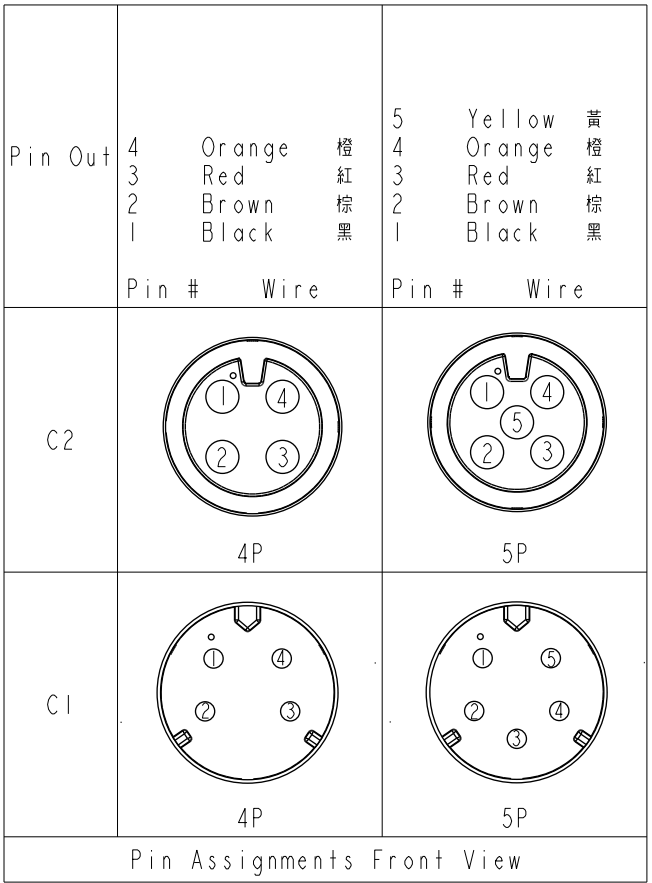 Pin Out
4 Orange 橙
3 Red 紅
2 Brown 棕
1 Black 黑
Pin # Wire
5 Yellow 黃
4 Orange 橙
3 Red 紅
2 Brown 棕
1 Black 黑
Pin # Wire
C2
1 4
2 3
4P
1 4
5
2 3
5P
C1
1 4
2 3
4P
1 5
2 4
3
5P
Pin Assignments Front View